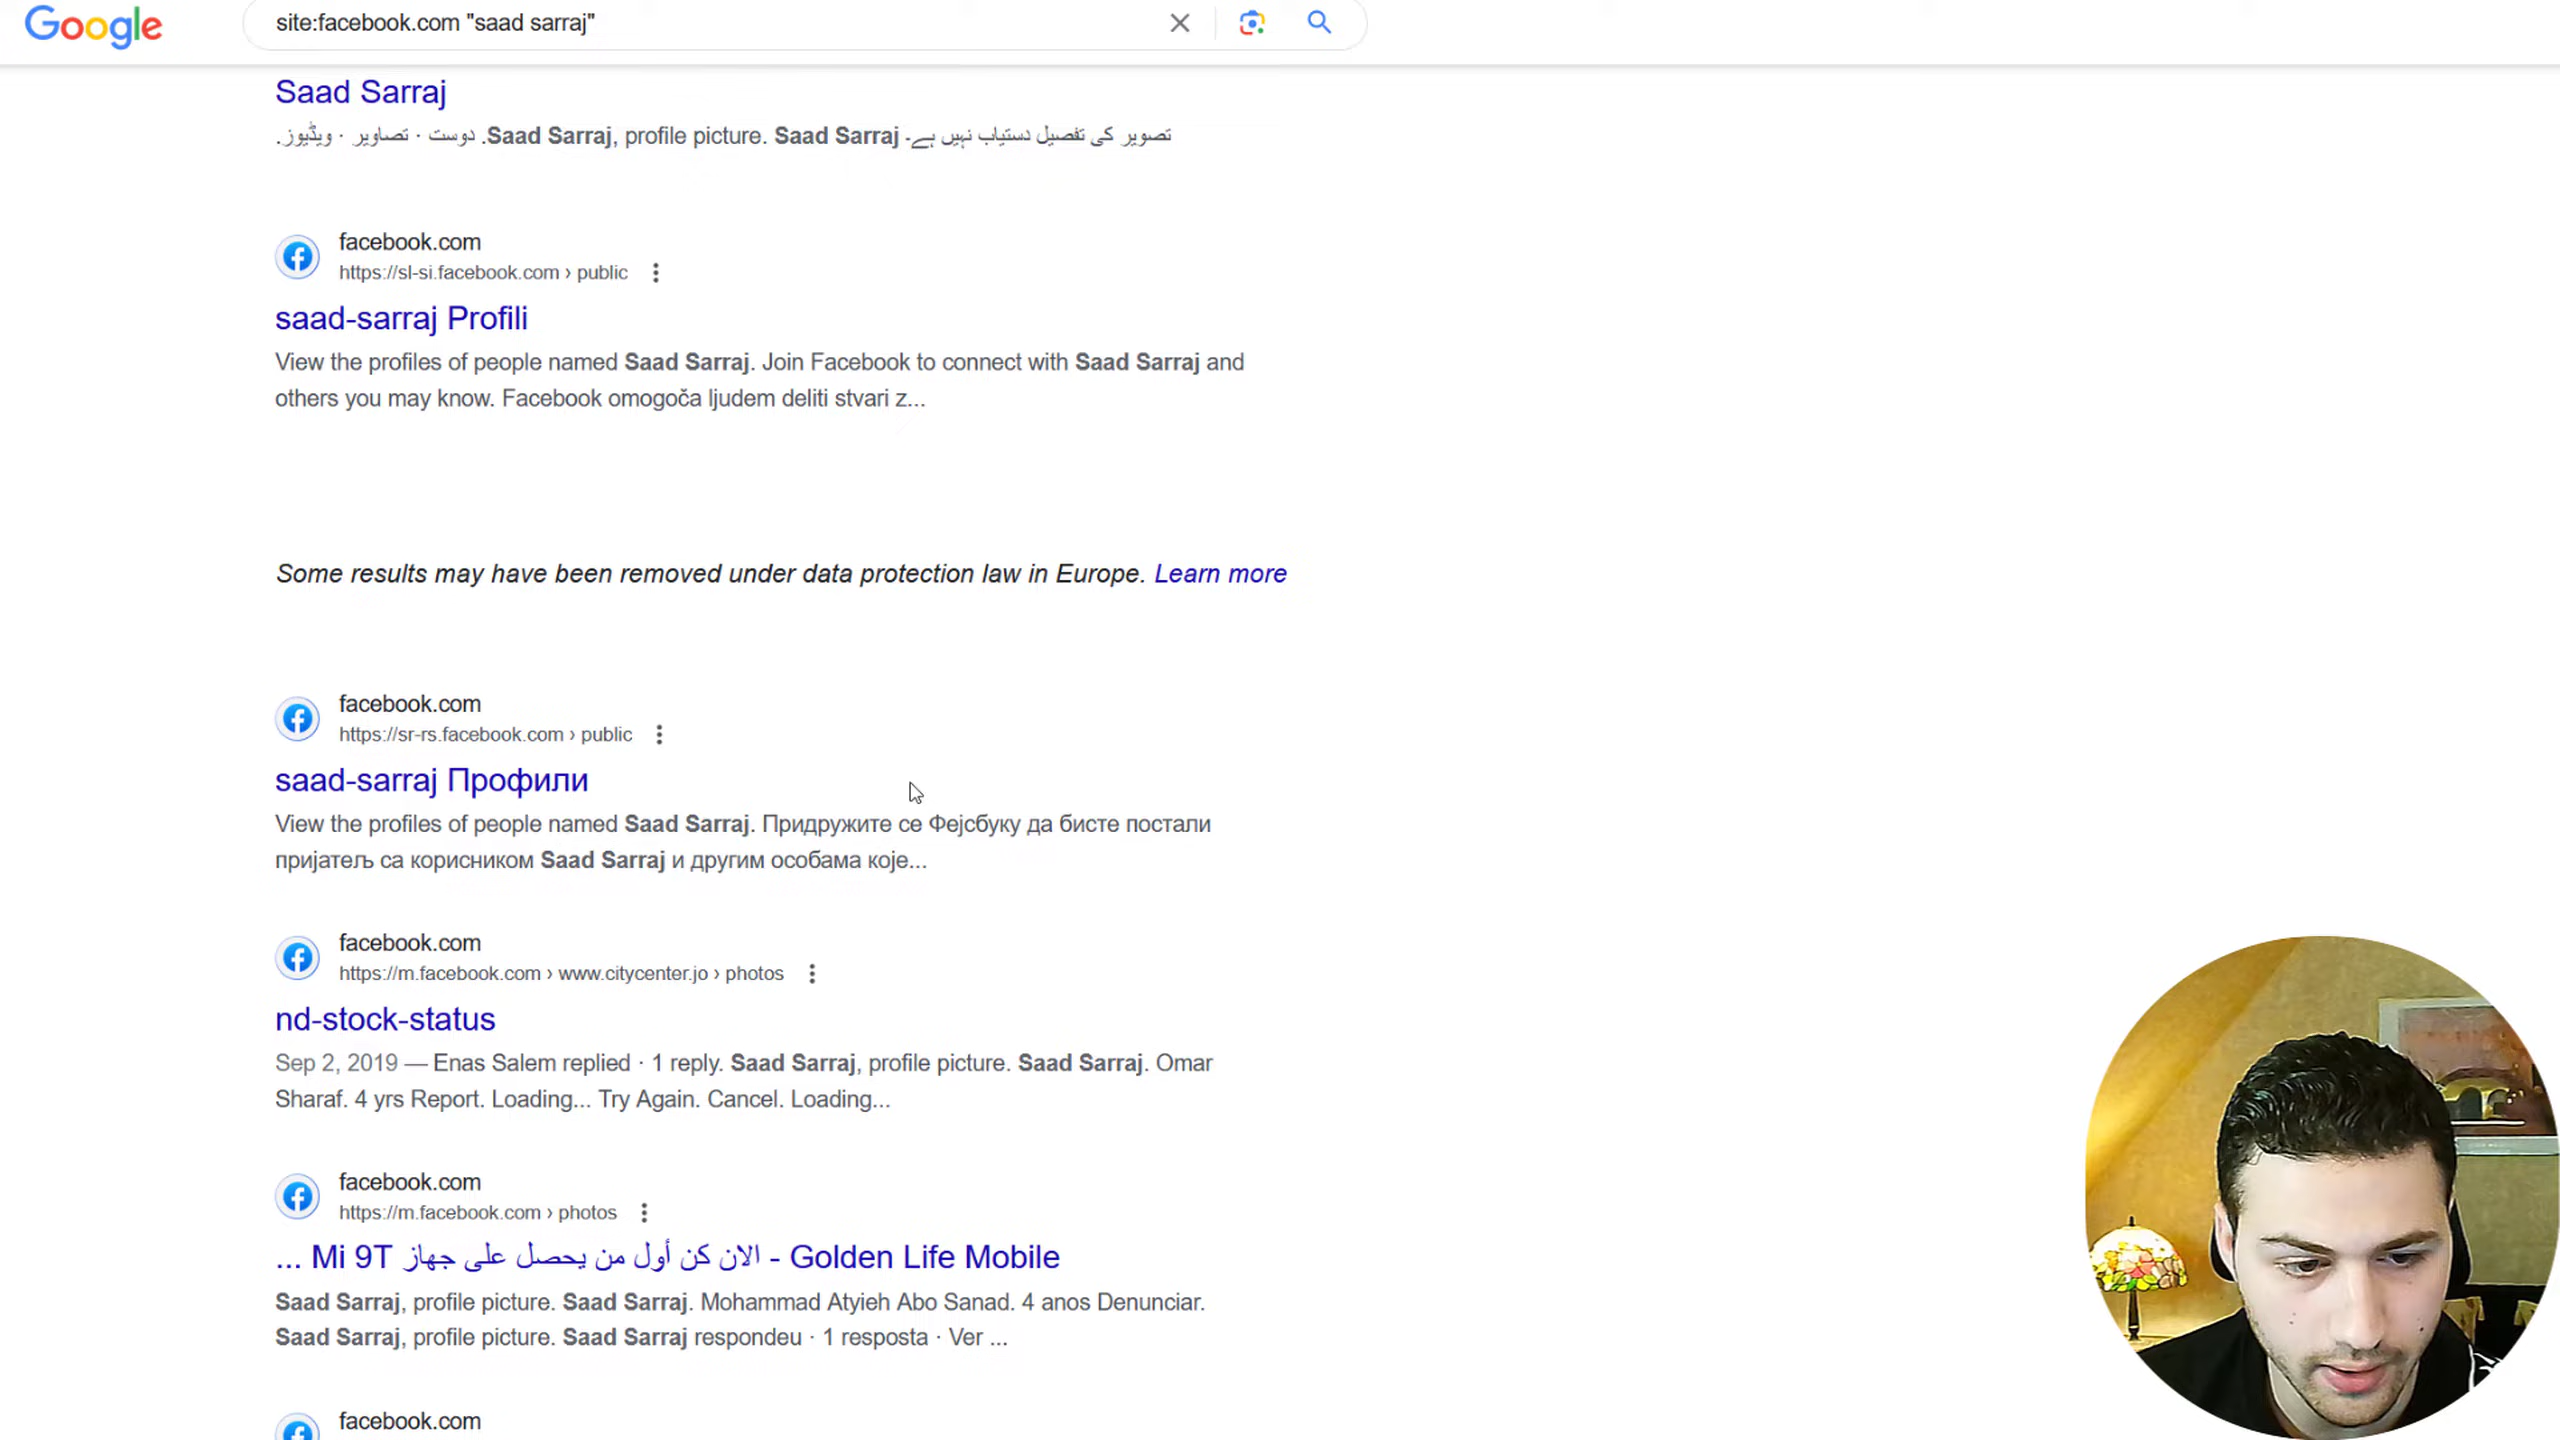 Google
site:facebook.com "saad sarraj"
Saad Sarraj
تصویر کی تفصیل دستیاب نہیں ہے۔ Saad Sarraj, profile picture. Saad Sarraj. دوست · تصاویر · ویڈیوز.
facebook.com
https://sl-si.facebook.com › public
saad-sarraj Profili
View the profiles of people named Saad Sarraj. Join Facebook to connect with Saad Sarraj and
others you may know. Facebook omogoča ljudem deliti stvari z...
Some results may have been removed under data protection law in Europe. Learn more
facebook.com
https://sr-rs.facebook.com › public
saad-sarraj Профили
View the profiles of people named Saad Sarraj. Придружите се Фејсбуку да бисте постали
пријатељ са корисником Saad Sarraj и другим особама које...
facebook.com
https://m.facebook.com › www.citycenter.jo › photos
nd-stock-status
Sep 2, 2019 — Enas Salem replied · 1 reply. Saad Sarraj, profile picture. Saad Sarraj. Omar
Sharaf. 4 yrs Report. Loading... Try Again. Cancel. Loading...
facebook.com
https://m.facebook.com › photos
... Mi 9T الان كن أول من يحصل على جهاز - Golden Life Mobile
Saad Sarraj, profile picture. Saad Sarraj. Mohammad Atyieh Abo Sanad. 4 anos Denunciar.
Saad Sarraj, profile picture. Saad Sarraj respondeu · 1 resposta · Ver ...
facebook.com